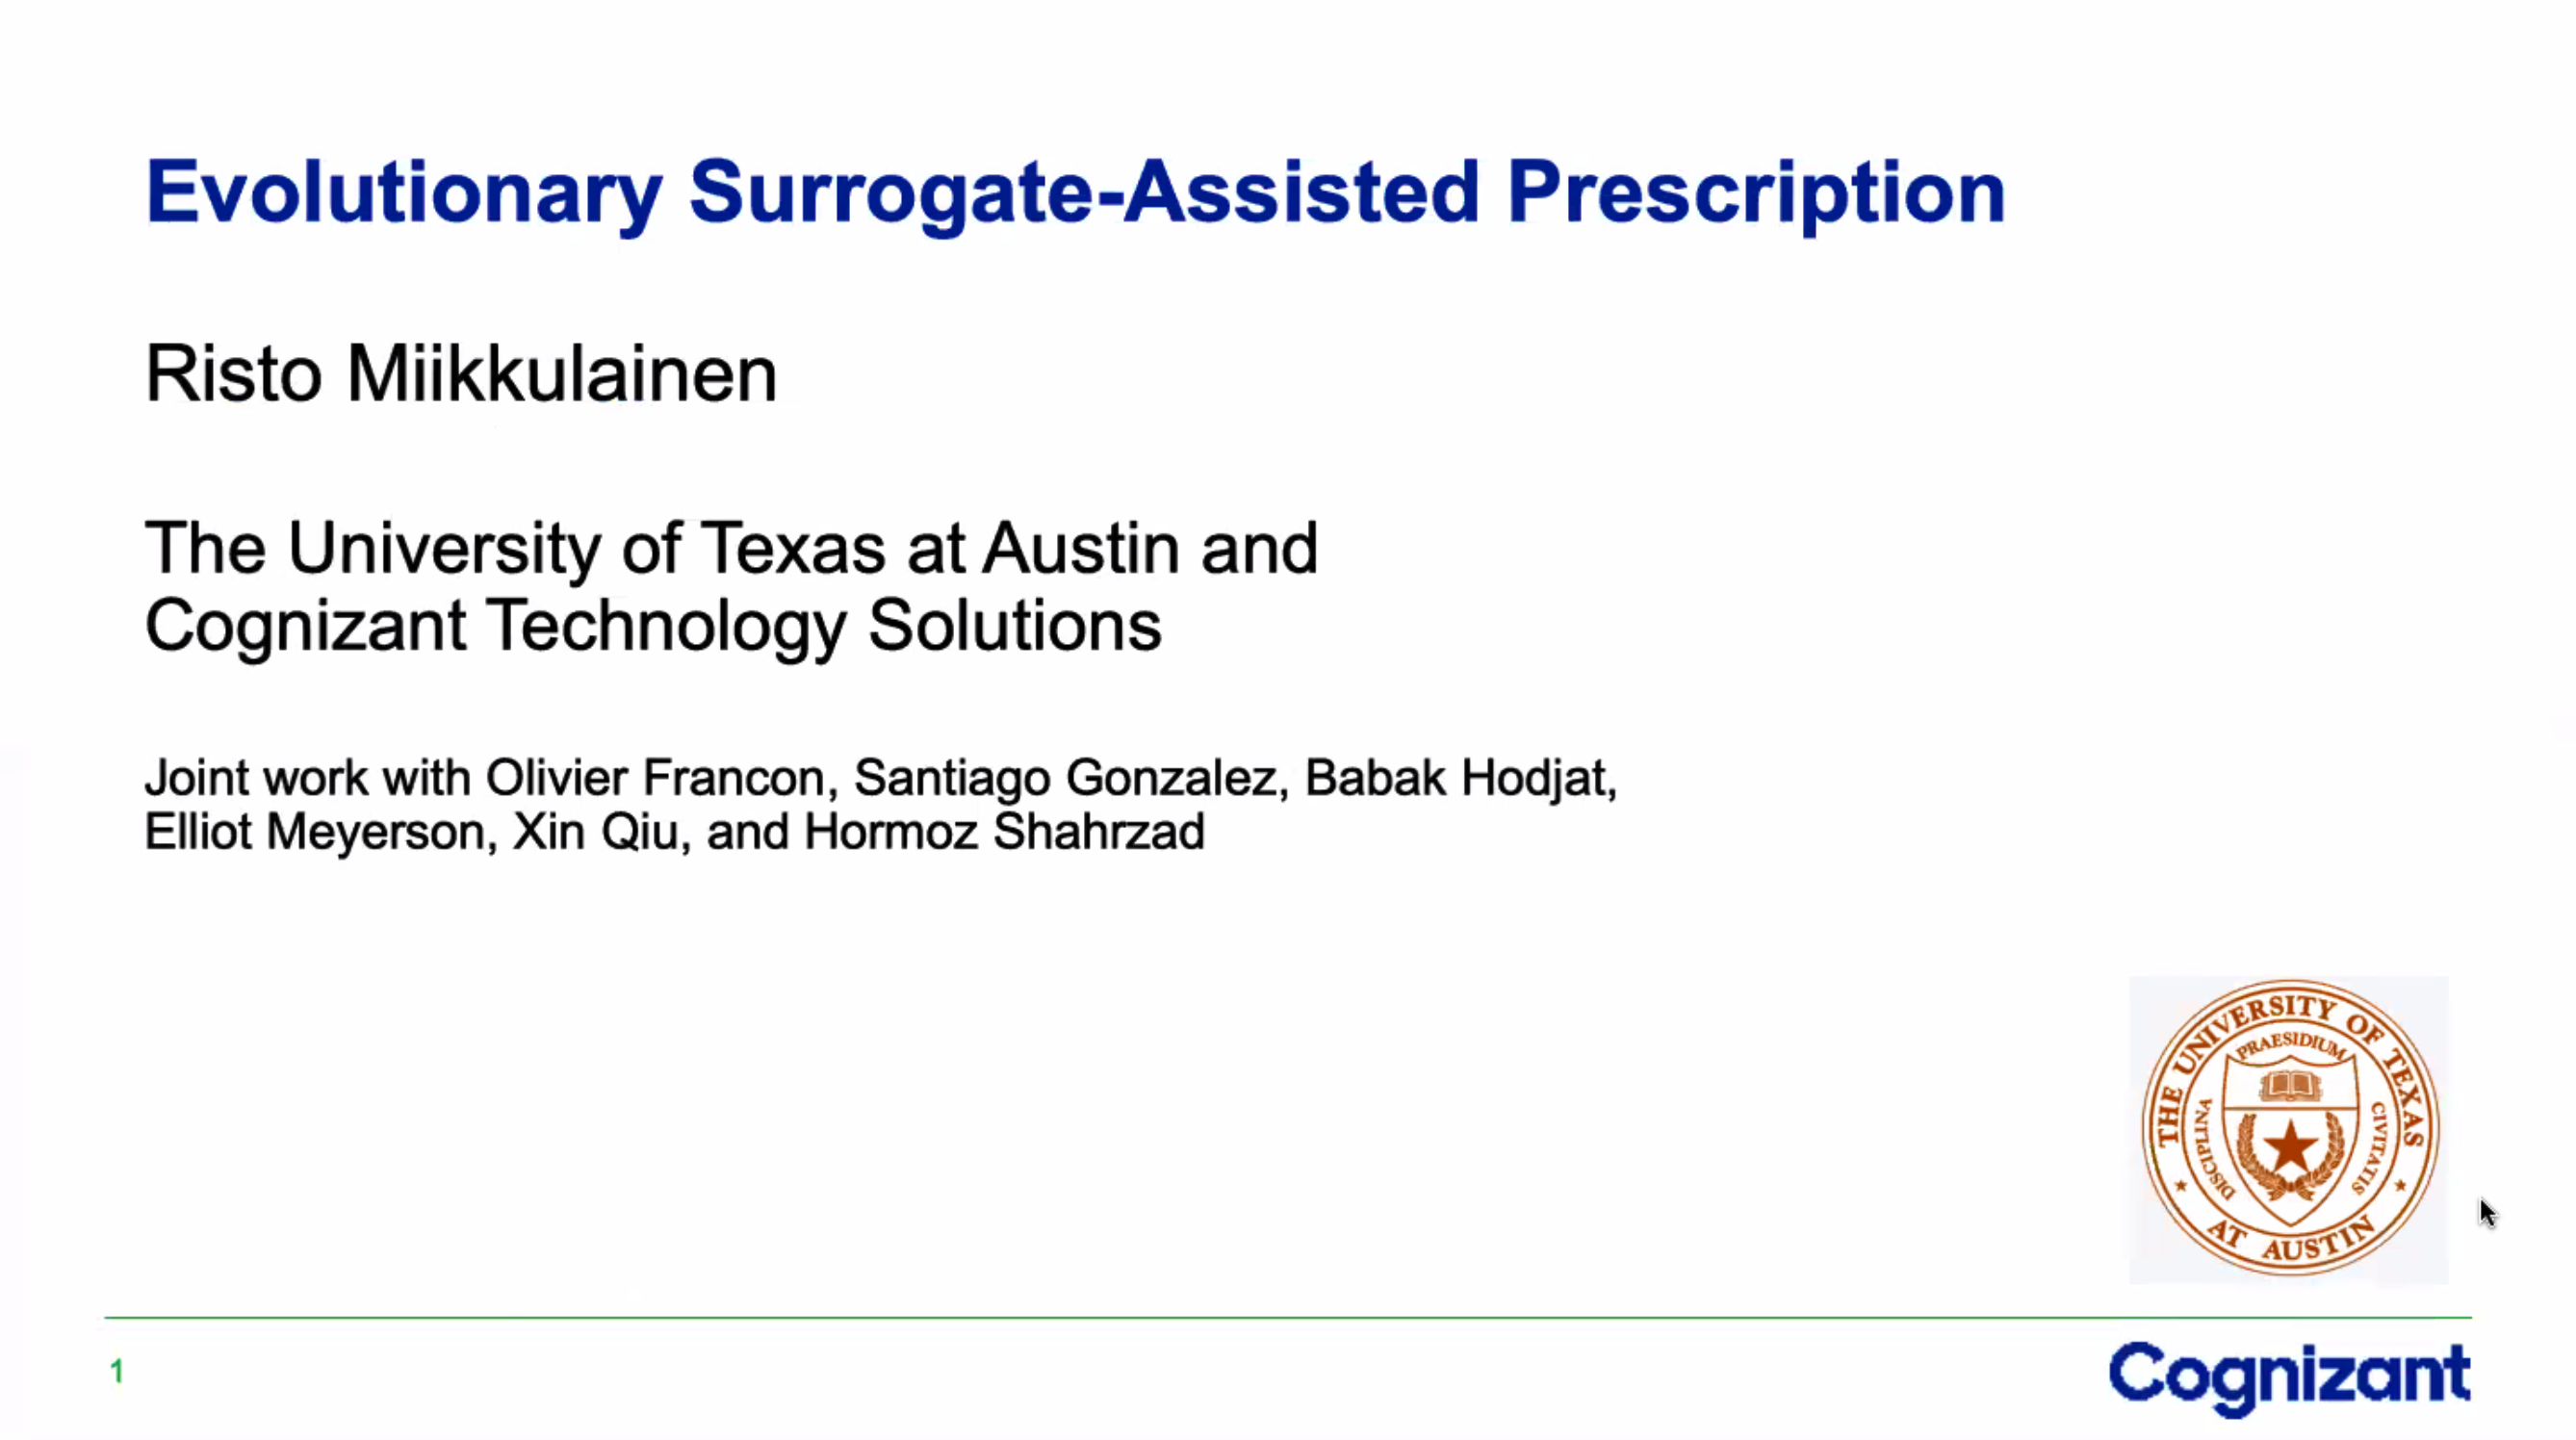 Evolutionary Surrogate-Assisted Prescription
Risto Miikkulainen
The University of Texas at Austin and
Cognizant Technology Solutions
Joint work with Olivier Francon, Santiago Gonzalez, Babak Hodjat,
Elliot Meyerson, Xin Qiu, and Hormoz Shahrzad
THE UNIVERSITY OF TEXAS
AT AUSTIN
PRAESIDIUM
DISCIPLINA
CIVITATIS
1
Cognizant